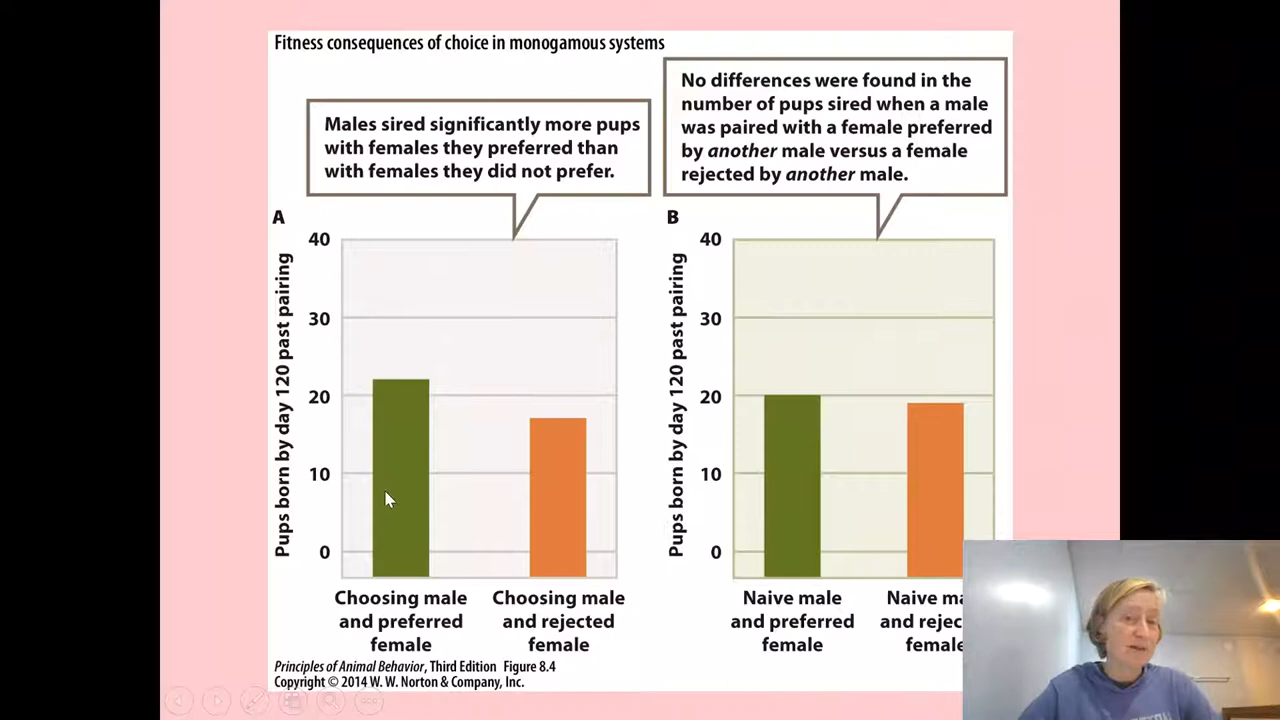 Fitness consequences of choice in monogamous systems
Males sired significantly more pups
with females they preferred than
with females they did not prefer.
No differences were found in the
number of pups sired when a male
was paired with a female preferred
by another male versus a female
rejected by another male.
A
40
30
20
10
0
Pups born by day 120 past pairing
Choosing male
and preferred
female
Choosing male
and rejected
female
B
40
30
20
10
0
Pups born by day 120 past pairing
Naive male
and preferred
female
Naive
and
Principles of Animal Behavior, Third Edition Figure 8.4
Copyright © 2014 W. W. Norton & Company, Inc.